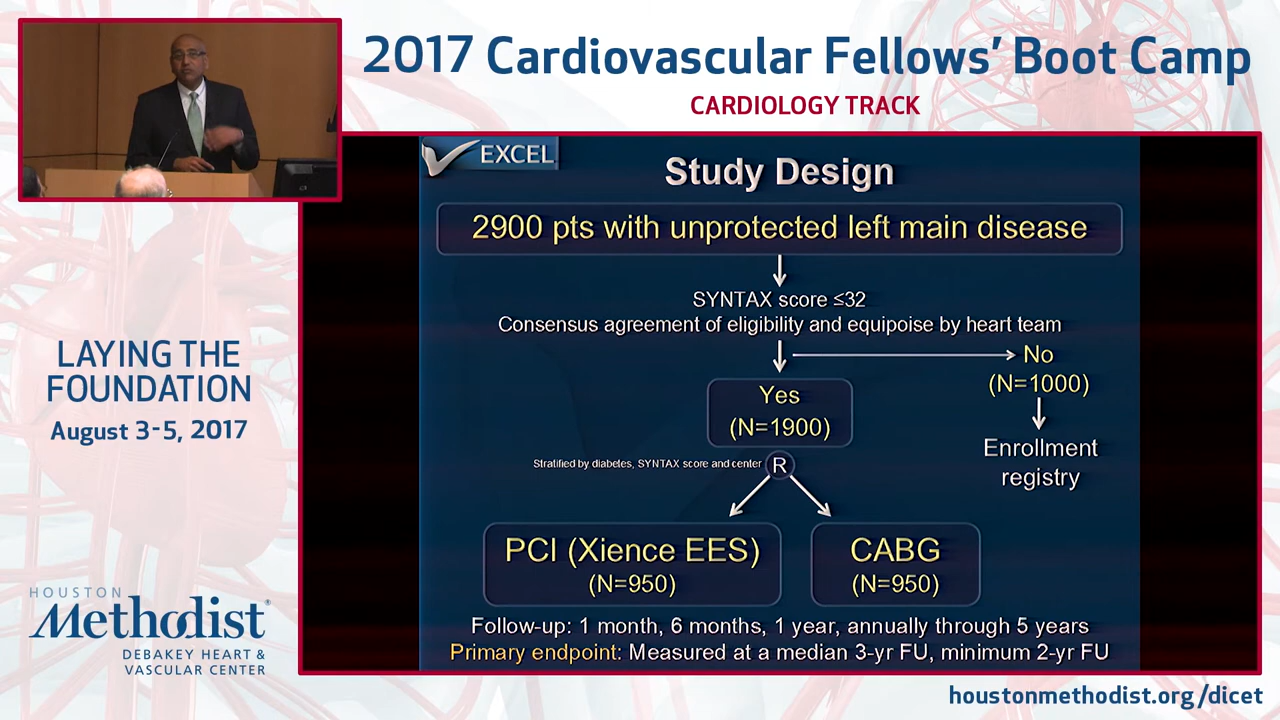 2017 Cardiovascular Fellows' Boot Camp
CARDIOLOGY TRACK
EXCEL
Study Design
2900 pts with unprotected left main disease
SYNTAX score ≤32
Consensus agreement of eligibility and equipoise by heart team
No
(N=1000)
Yes
(N=1900)
Enrollment
registry
Stratified by diabetes, SYNTAX score and center
R
PCI (Xience EES)
(N=950)
CABG
(N=950)
Follow-up: 1 month, 6 months, 1 year, annually through 5 years
Primary endpoint: Measured at a median 3-yr FU, minimum 2-yr FU
LAYING THE
FOUNDATION
August 3-5, 2017
HOUSTON
Methodist®
DEBAKEY HEART &
VASCULAR CENTER
houstonmethodist.org/dicet